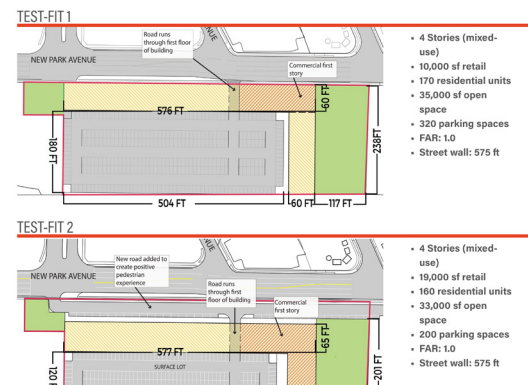 TEST-FIT 1
Road runs
through first floor
of building
NUE
NEW PARK AVENUE
Commercial first
story
576 FT
60 FT
180 FT
238FT
504 FT
60 FT
117 FT
• 4 Stories (mixed-
use)
• 10,000 sf retail
• 170 residential units
• 35,000 sf open
space
• 320 parking spaces
• FAR: 1.0
• Street wall: 575 ft
TEST-FIT 2
New road added to
create positive
pedestrian
experience
NUE
NEW PARK AVENUE
Road runs
through first
floor of building
Commercial
first story
577 FT
65 FT
SURFACE LOT
120 F
201 FT
• 4 Stories (mixed-
use)
• 19,000 sf retail
• 160 residential units
• 33,000 sf open
space
• 200 parking spaces
• FAR: 1.0
• Street wall: 575 ft